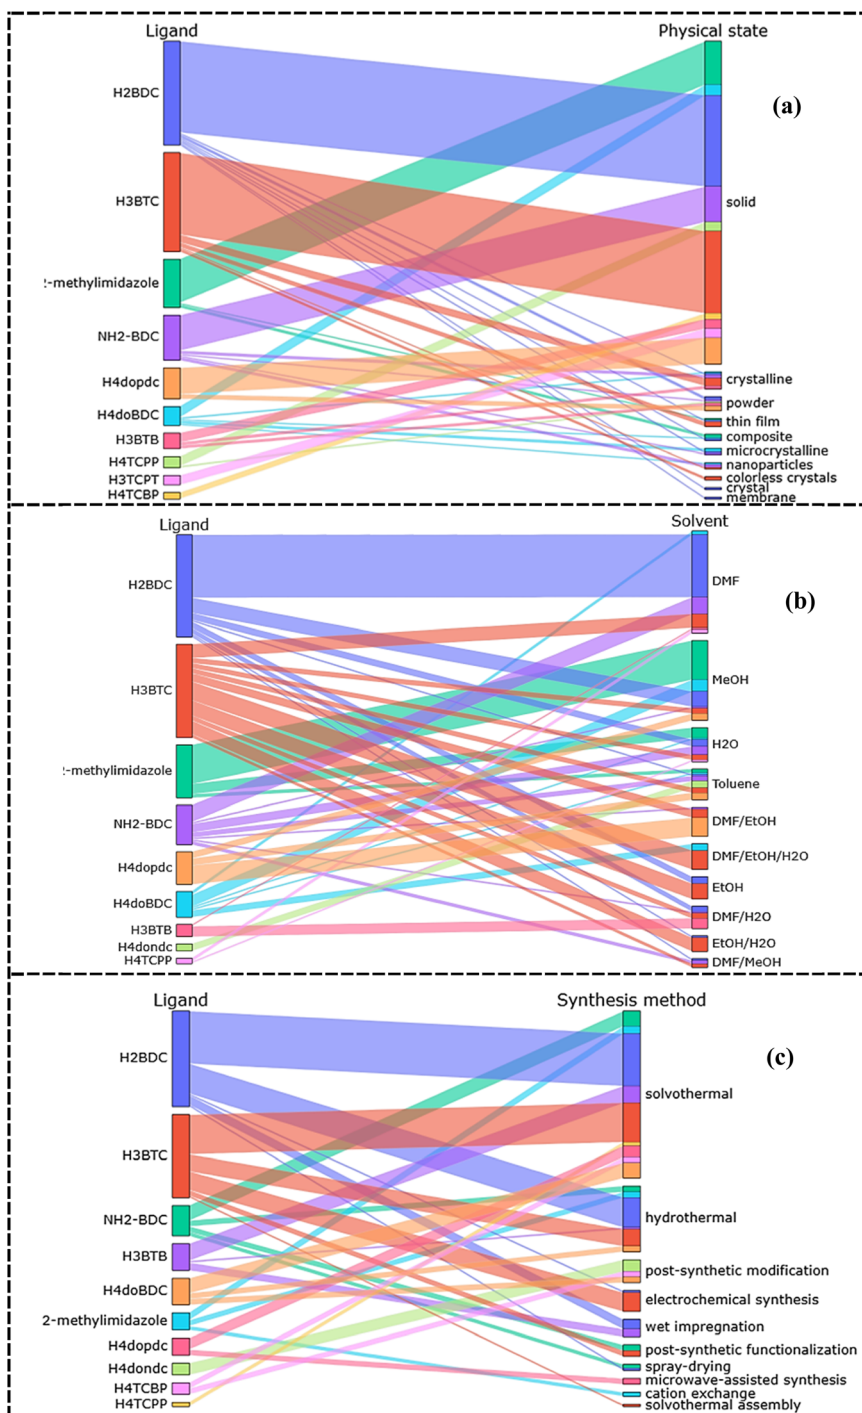 Ligand Physical state
H2BDC
(a)
H3BTC
solid
2-methylimidazole
NH2-BDC
H4dopdc
crystalline
powder
H4doBDC
thin film
H3BTB
composite
microcrystalline
H4TCPP
nanoparticles
H3TCPT
colorless crystals
H4TCBP
crystal
membrane
Ligand Solvent
H2BDC
DMF
(b)
H3BTC
MeOH
H2O
2-methylimidazole
Toluene
NH2-BDC
DMF/EtOH
H4dopdc
DMF/EtOH/H2O
H4doBDC
EtOH
H3BTB
DMF/H2O
H4dondc
EtOH/H2O
H4TCPP
DMF/MeOH
Ligand Synthesis method
H2BDC
(c)
solvothermal
H3BTC
NH2-BDC
hydrothermal
H3BTB
post-synthetic modification
H4doBDC
electrochemical synthesis
2-methylimidazole
wet impregnation
H4dopdc
post-synthetic functionalization
H4dondc
spray-drying
microwave-assisted synthesis
H4TCBP
cation exchange
H4TCPP
solvothermal assembly